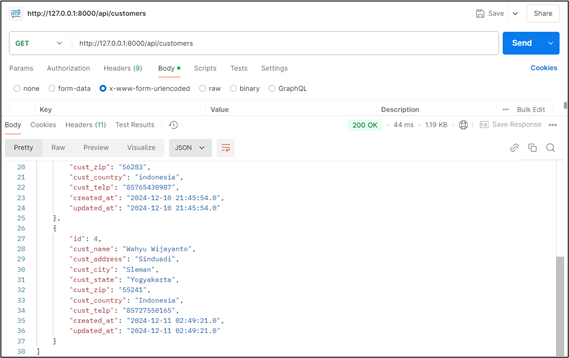 HTTP http://127.0.0.1:8000/api/customers Save Share
GET http://127.0.0.1:8000/api/customers Send
Params Authorization Headers (9) Body Scripts Tests Settings Cookies
none form-data x-www-form-urlencoded raw binary GraphQL
Key Value Description Bulk Edit
Body Cookies Headers (11) Test Results 200 OK 44 ms 1.19 KB Save Response
Pretty Raw Preview Visualize JSON
20 "cust_zip": "56283",
21 "cust_country": "indonesia",
22 "cust_telp": "85765430987",
23 "created_at": "2024-12-10 21:45:54.0",
24 "updated_at": "2024-12-10 21:45:54.0"
25 },
26 {
27 "id": 4,
28 "cust_name": "Wahyu Wijayanto",
29 "cust_address": "Sinduadi",
30 "cust_city": "Sleman",
31 "cust_state": "Yogyakarta",
32 "cust_zip": "55241",
33 "cust_country": "Indonesia",
34 "cust_telp": "85727550165",
35 "created_at": "2024-12-11 02:49:21.0",
36 "updated_at": "2024-12-11 02:49:21.0"
37 }
38 ]